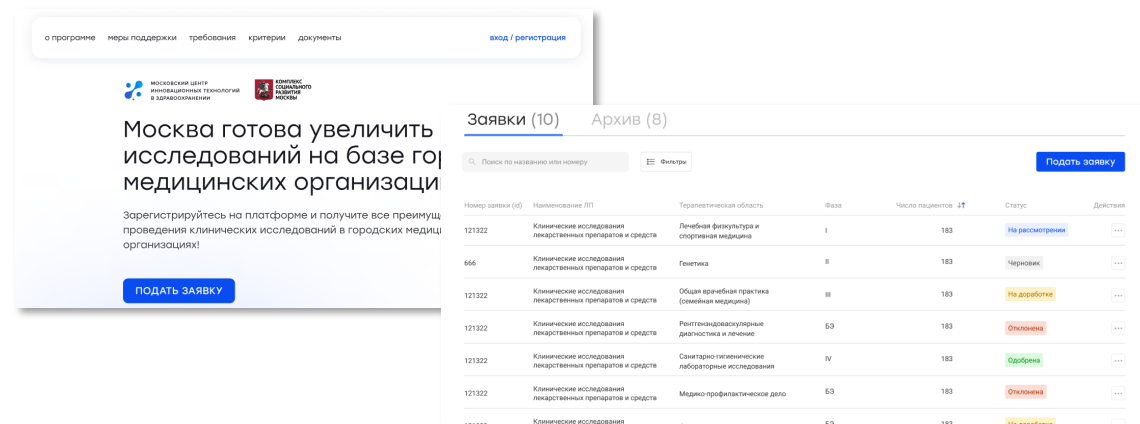 о программе меры поддержки требования критерии документы вход / регистрация
МОСКОВСКИЙ ЦЕНТР
ИННОВАЦИОННЫХ ТЕХНОЛОГИЙ
В ЗДРАВООХРАНЕНИИ
КОМПЛЕКС
СОЦИАЛЬНОГО
РАЗВИТИЯ
МОСКВЫ
Москва готова увеличить
исследований на базе гор
медицинских организаци
Зарегистрируйтесь на платформе и получите все преимущ
проведения клинических исследований в городских медиц
организациях!
ПОДАТЬ ЗАЯВКУ
Заявки (10) Архив (8)
Поиск по названию или номеру Фильтры Подать заявку
Номер заявки (id) Наименование ЛП Терапевтическая область Фаза Число пациентов Статус Действия
121322 Клинические исследования лекарственных препаратов и средств Лечебная физкультура и спортивная медицина I 183 На рассмотрении
666 Клинические исследования лекарственных препаратов и средств Генетика II 183 Черновик
121322 Клинические исследования лекарственных препаратов и средств Общая врачебная практика (семейная медицина) III 183 На доработке
121322 Клинические исследования лекарственных препаратов и средств Рентгенэндоваскулярные диагностика и лечение БЭ 183 Отклонена
121322 Клинические исследования лекарственных препаратов и средств Санитарно-гигиенические лабораторные исследования IV 183 Одобрена
121322 Клинические исследования лекарственных препаратов и средств Медико-профилактическое дело БЭ 183 Отклонена
Клинические исследования